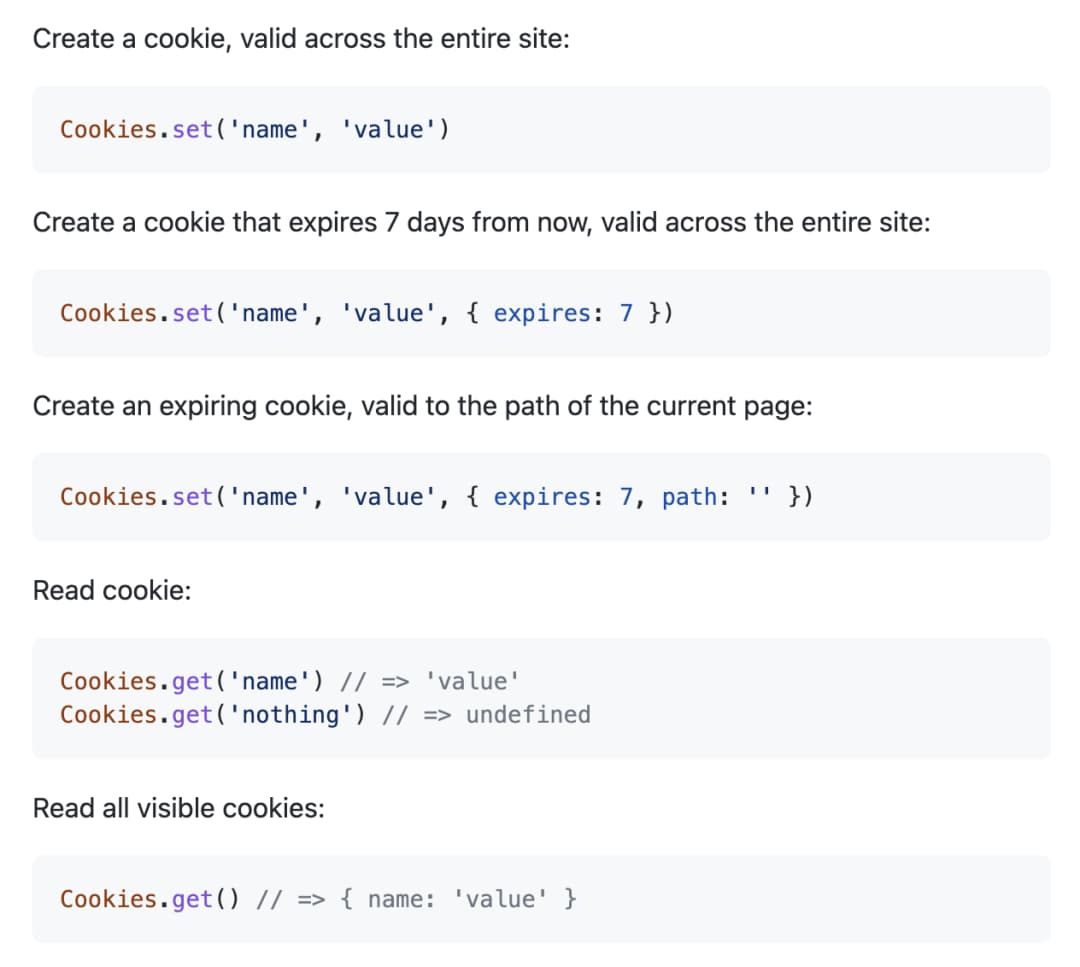 Create a cookie, valid across the entire site:
Cookies.set('name', 'value')
Create a cookie that expires 7 days from now, valid across the entire site:
Cookies.set('name', 'value', { expires: 7 })
Create an expiring cookie, valid to the path of the current page:
Cookies.set('name', 'value', { expires: 7, path: '' })
Read cookie:
Cookies.get('name') // => 'value'
Cookies.get('nothing') // => undefined
Read all visible cookies:
Cookies.get() // => { name: 'value' }